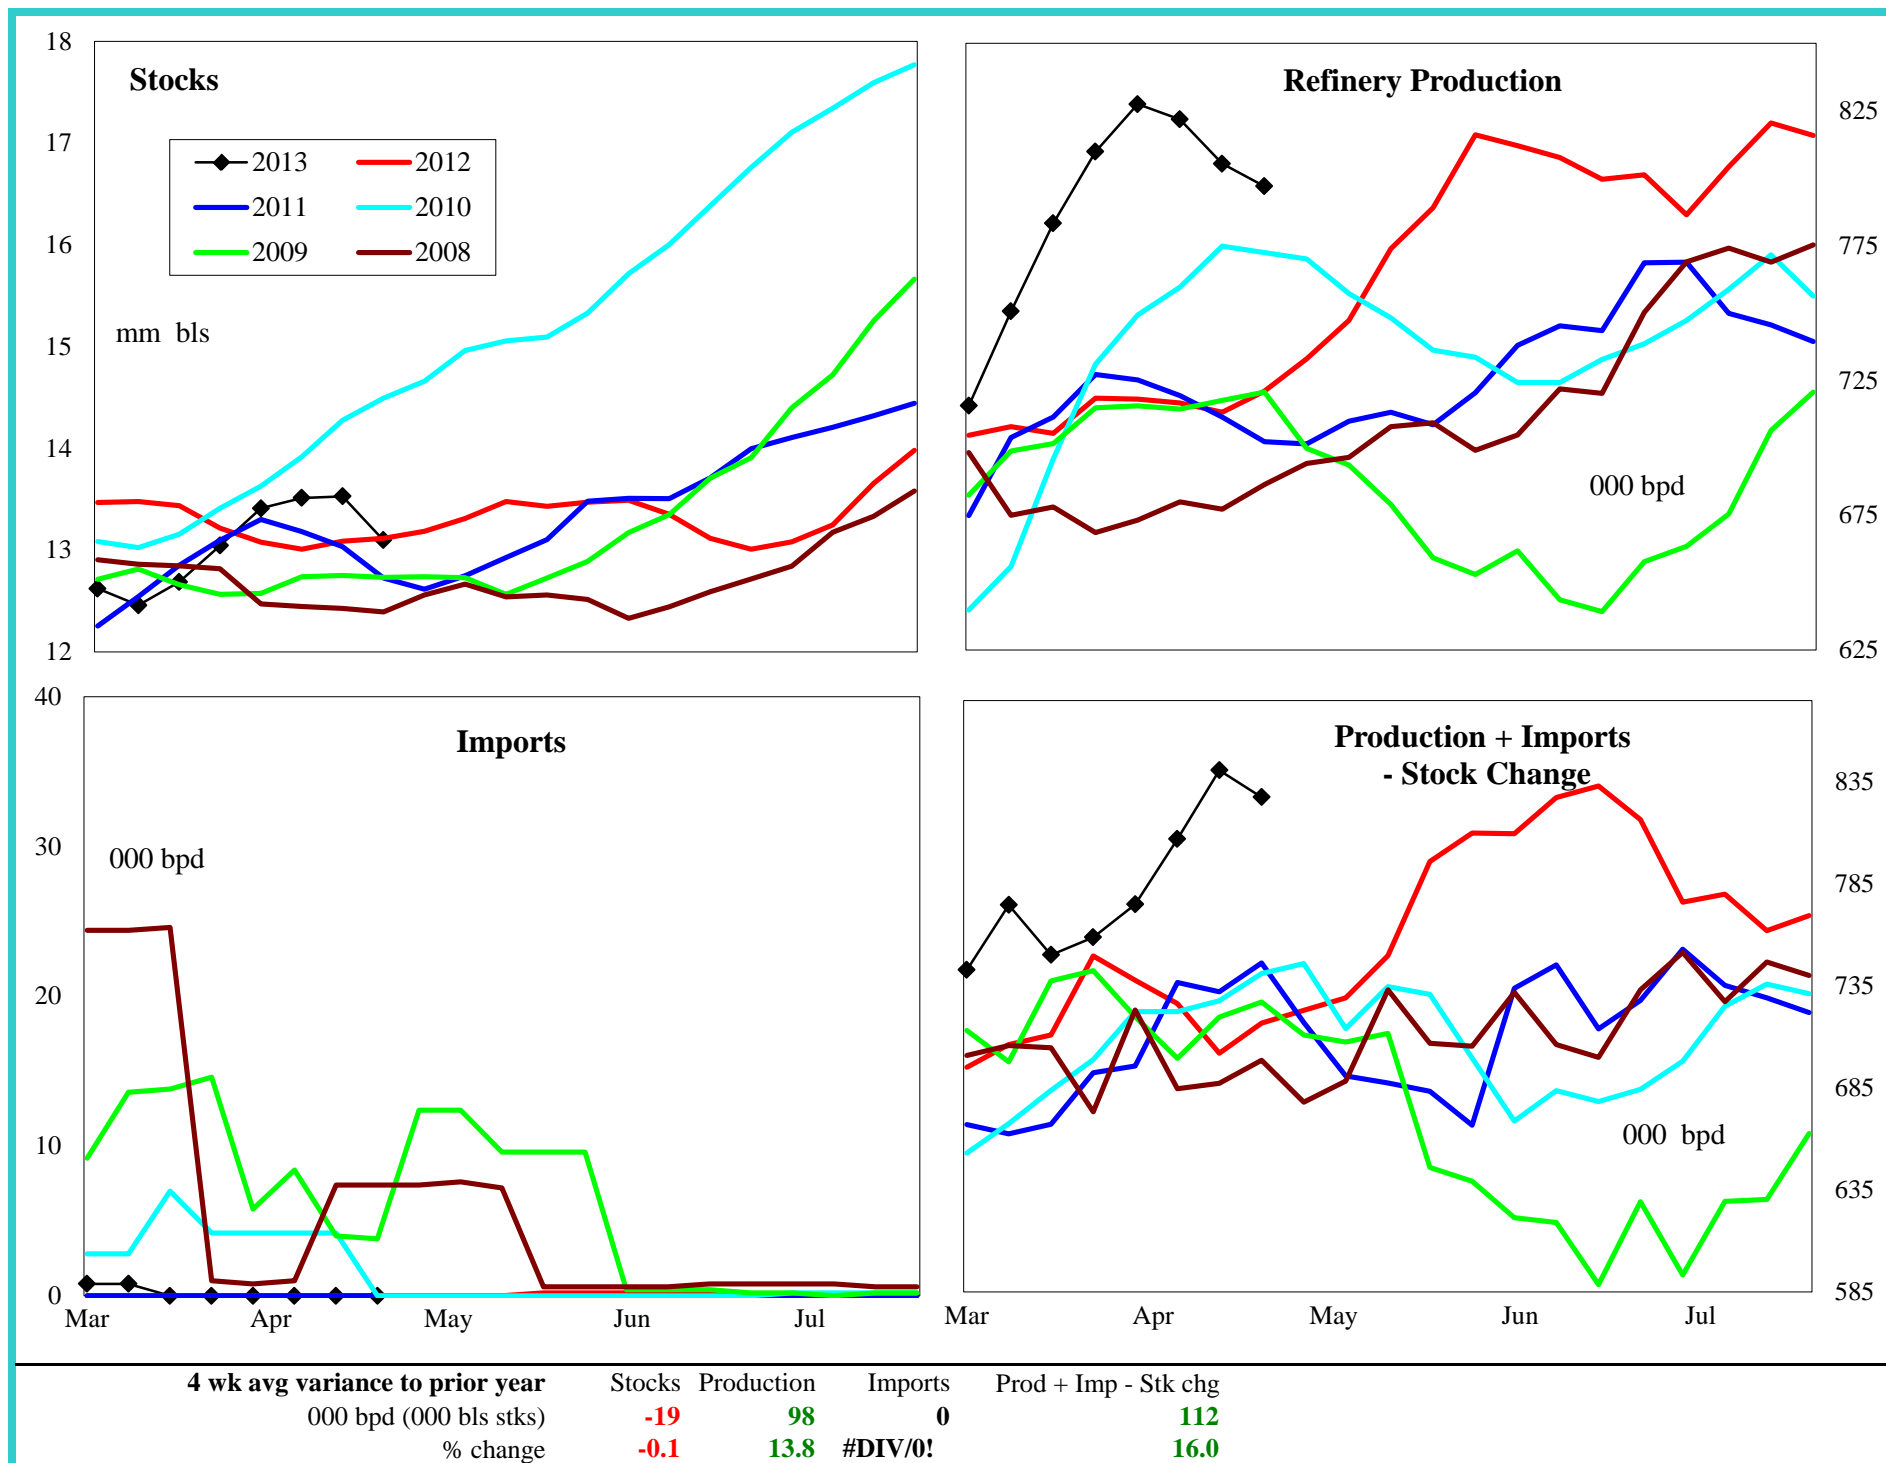 Stocks
18
17
16
15
14
13
12
2013 2012
2011 2010
2009 2008
mm bls
Refinery Production
825
775
725
675
625
000 bpd
Imports
40
30
20
10
0
000 bpd
Mar Apr May Jun Jul
Production + Imports
- Stock Change
835
785
735
685
635
585
000 bpd
Mar Apr May Jun Jul
4 wk avg variance to prior year Stocks Production Imports Prod + Imp - Stk chg
000 bpd (000 bls stks) -19 98 0 112
% change -0.1 13.8 #DIV/0! 16.0